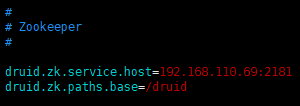 #
# Zookeeper
#
druid.zk.service.host=192.168.110.69:2181
druid.zk.paths.base=/druid